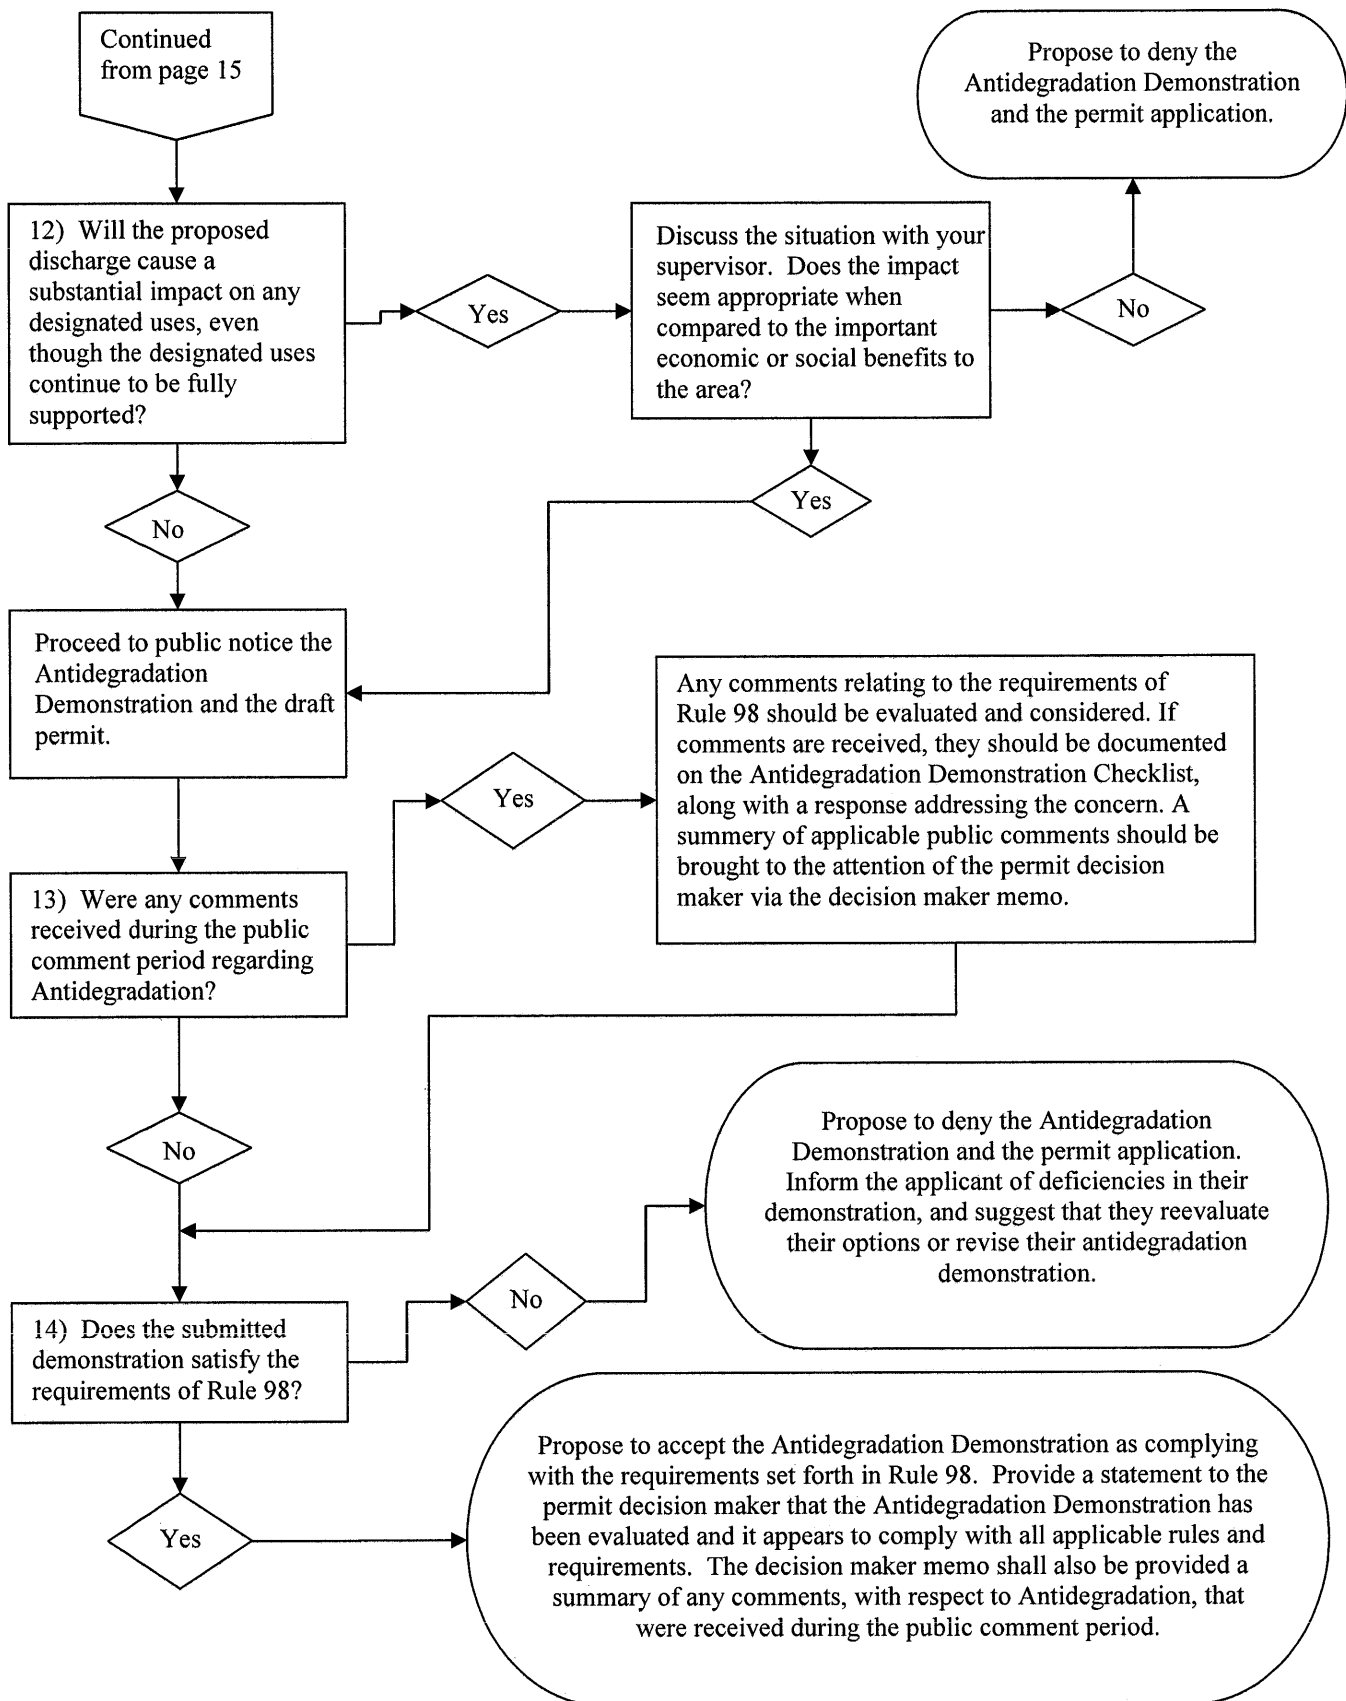 Continued
from page 15
Propose to deny the
Antidegradation Demonstration
and the permit application.
12) Will the proposed
discharge cause a
substantial impact on any
designated uses, even
though the designated uses
continue to be fully
supported?
Yes
Discuss the situation with your
supervisor. Does the impact
seem appropriate when
compared to the important
economic or social benefits to
the area?
No
Yes
No
Proceed to public notice the
Antidegradation
Demonstration and the draft
permit.
Any comments relating to the requirements of
Rule 98 should be evaluated and considered. If
comments are received, they should be documented
on the Antidegradation Demonstration Checklist,
along with a response addressing the concern. A
summery of applicable public comments should be
brought to the attention of the permit decision
maker via the decision maker memo.
Yes
13) Were any comments
received during the public
comment period regarding
Antidegradation?
No
Propose to deny the Antidegradation
Demonstration and the permit application.
Inform the applicant of deficiencies in their
demonstration, and suggest that they reevaluate
their options or revise their antidegradation
demonstration.
No
14) Does the submitted
demonstration satisfy the
requirements of Rule 98?
Yes
Propose to accept the Antidegradation Demonstration as complying
with the requirements set forth in Rule 98. Provide a statement to the
permit decision maker that the Antidegradation Demonstration has
been evaluated and it appears to comply with all applicable rules and
requirements. The decision maker memo shall also be provided a
summary of any comments, with respect to Antidegradation, that
were received during the public comment period.